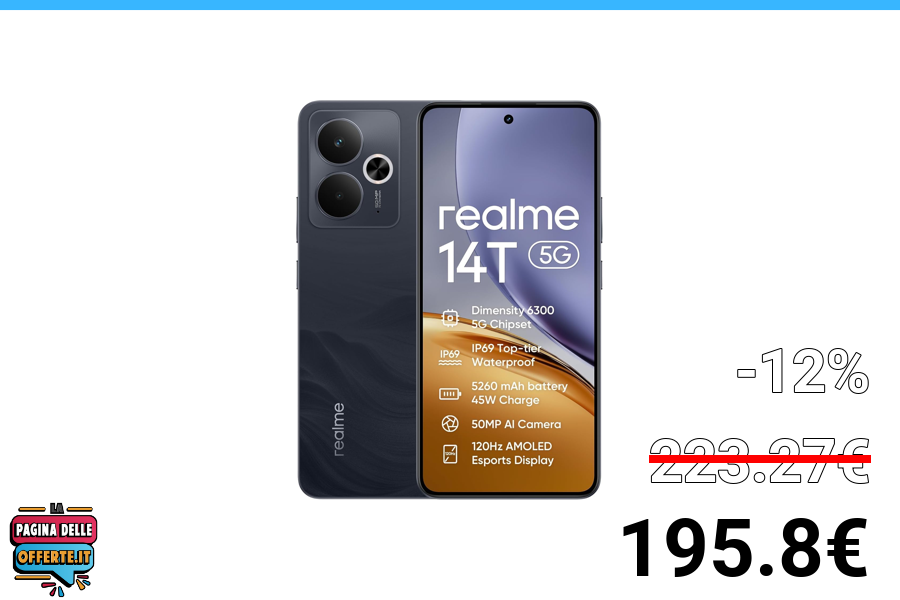 realme
14T 5G
Dimensity 6300
5G Chipset
IP69
IP69 Top-tier
Waterproof
5260 mAh battery
45W Charge
50MP AI Camera
120Hz AMOLED
Esports Display
realme
-12%
223.27€
195.8€
LA
PAGINA DELLE
OFFERTE.IT